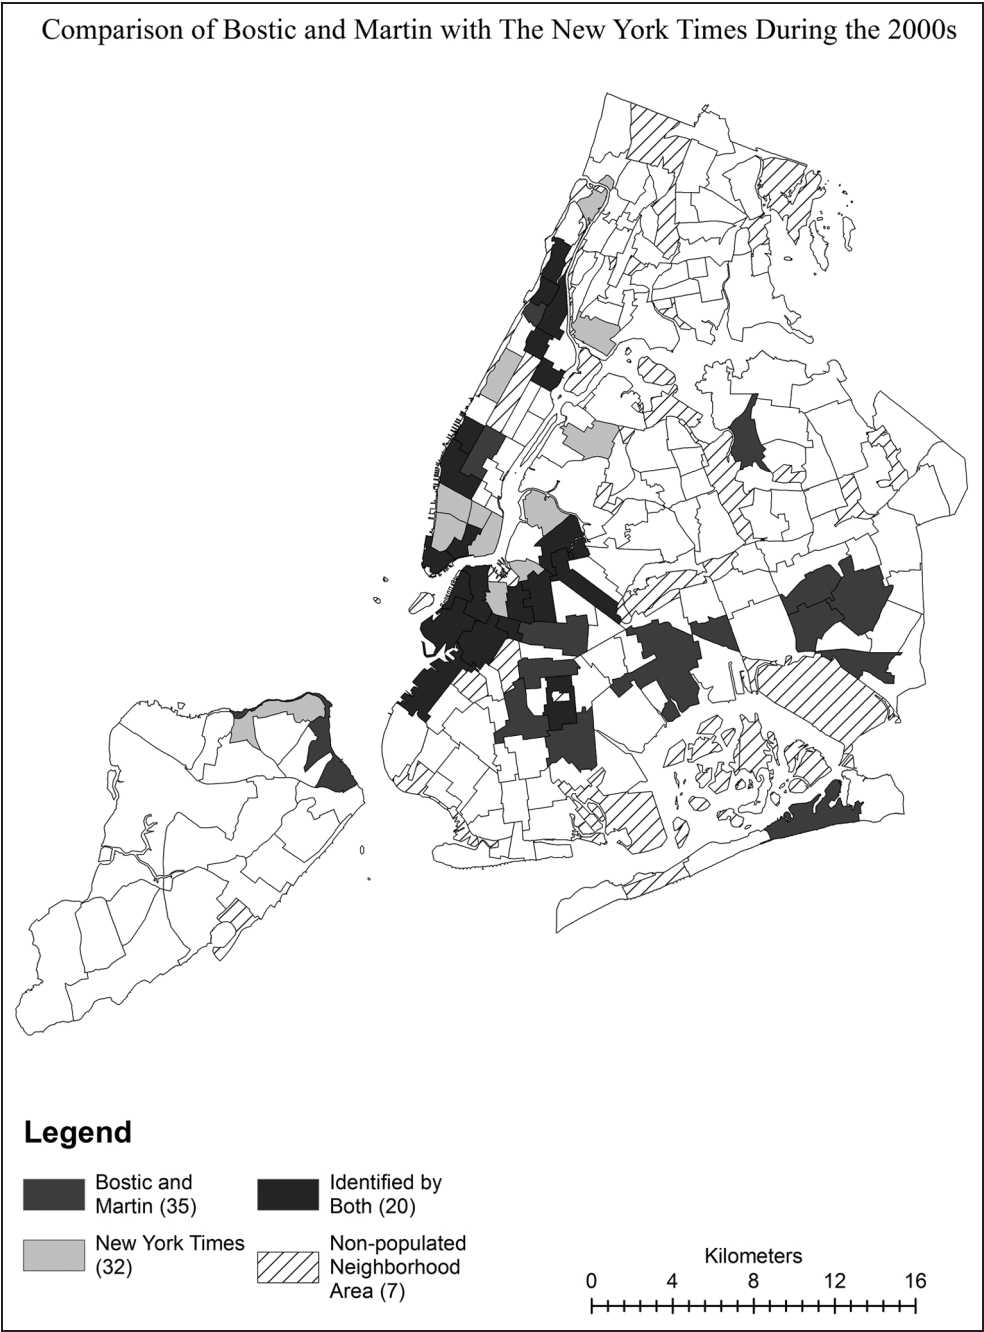 Comparison of Bostic and Martin with The New York Times During the 2000s
Legend
Bostic and
Martin (35)
Identified by
Both (20)
New York Times
(32)
Non-populated
Neighborhood
Area (7)
Kilometers
0 4 8 12 16